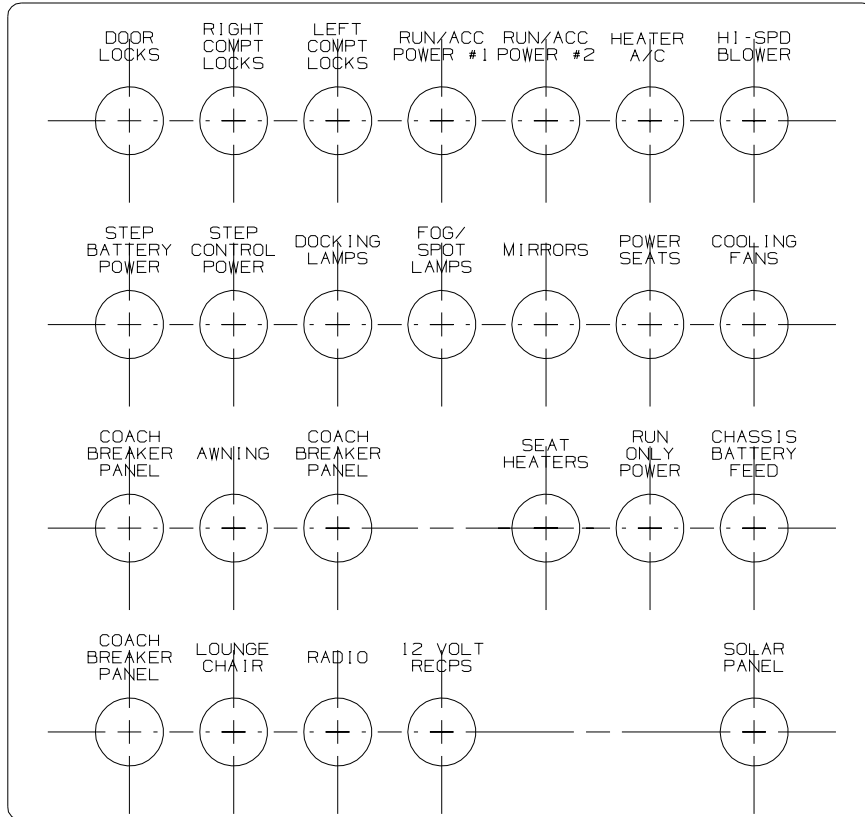 DOOR
LOCKS
RIGHT
COMPT
LOCKS
LEFT
COMPT
LOCKS
RUN/ACC
POWER #1
RUN/ACC
POWER #2
HEATER
A/C
HI-SPD
BLOWER
STEP
BATTERY
POWER
STEP
CONTROL
POWER
DOCKING
LAMPS
FOG/
SPOT
LAMPS
MIRRORS
POWER
SEATS
COOLING
FANS
COACH
BREAKER
PANEL
AWNING
COACH
BREAKER
PANEL
SEAT
HEATERS
RUN
ONLY
POWER
CHASSIS
BATTERY
FEED
COACH
BREAKER
PANEL
LOUNGE
CHAIR
RADIO
12 VOLT
RECPS
SOLAR
PANEL